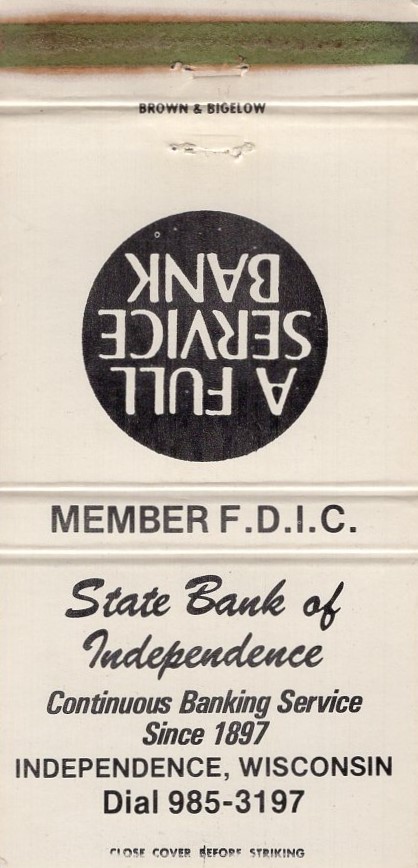 BROWN & BIGELOW
A FULL
SERVICE
BANK
MEMBER F.D.I.C.
State Bank of
Independence
Continuous Banking Service
Since 1897
INDEPENDENCE, WISCONSIN
Dial 985-3197
CLOSE COVER BEFORE STRIKING